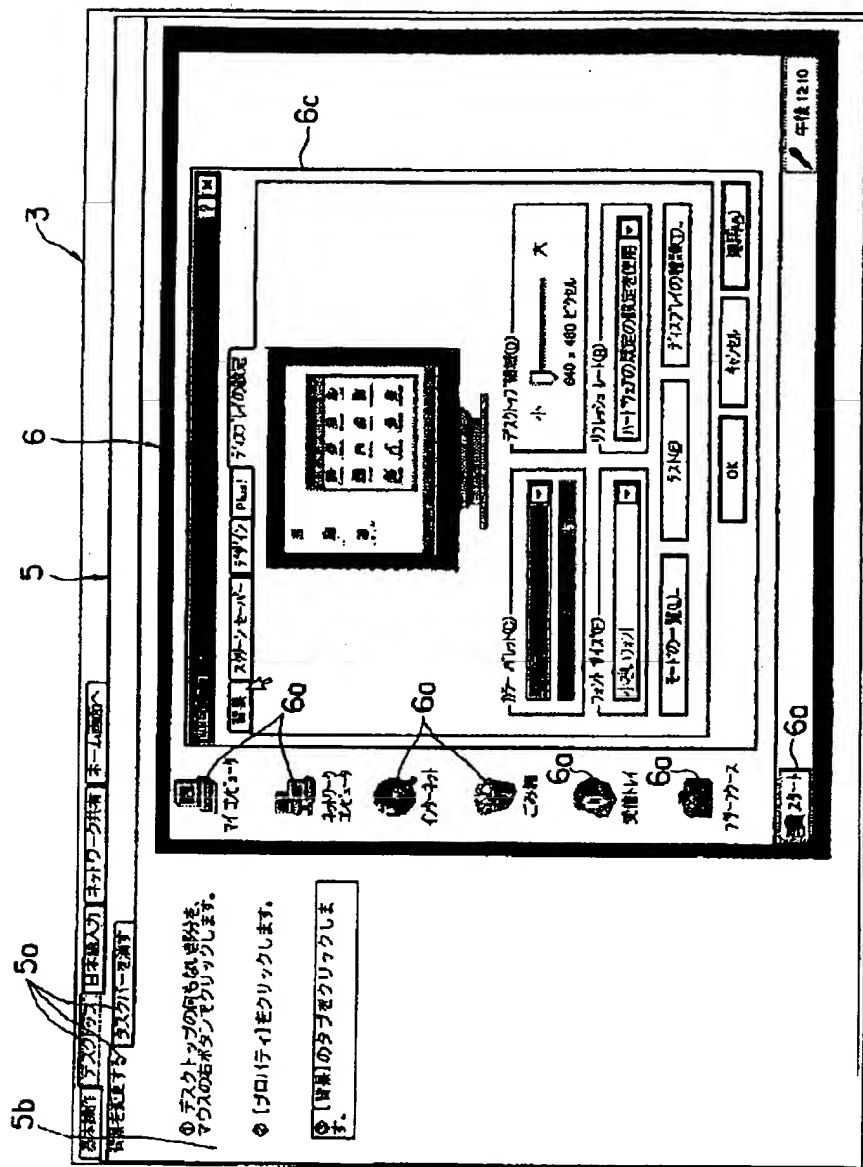 3
5
6
5a
5b
基本操作 デスクトップ 日本語入力 ネットワーク共有 ホーム画面へ
背景を変更する タスクバーを消す
① デスクトップの何もない部分を、
マウスの右ボタンでクリックします。
② [プロパティ]をクリックします。
③ [背景]のタブをクリックしま
す。
マイ コンピュータ
ネットワーク
コンピュータ
インターネット
ごみ箱
受信トレイ
ブリーフケース
6a
6a
6a
6a
6a
6c
? ×
背景 スクリーン セーバー デザイン Plus! ディスプレイの設定
カラー パレット(C)
デスクトップ領域(D)
小 大
640 x 480 ピクセル
フォント サイズ(F)
小さいフォント
リフレッシュ レート(R)
ハードウェアの既定の設定を使用
モードの一覧(L)...
テスト(E)
ディスプレイの種類(T)...
OK
キャンセル
適用(A)
スタート
午後 12:10